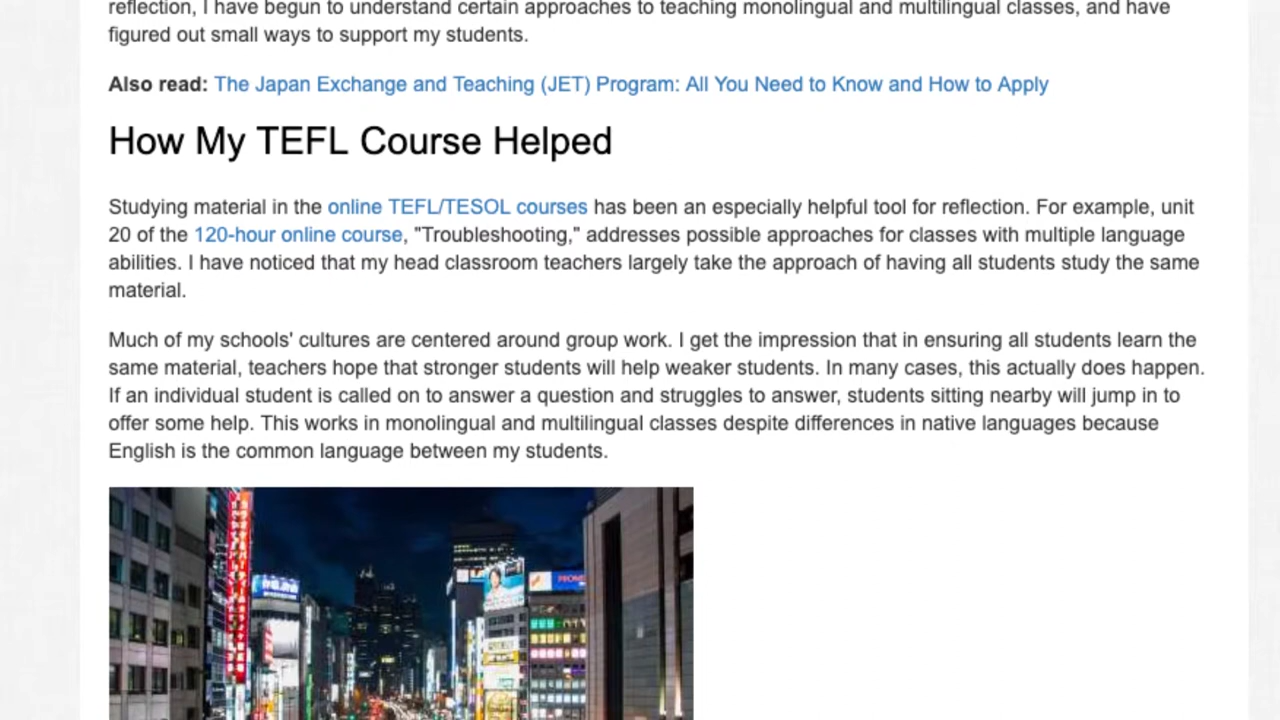 reflection, I have begun to understand certain approaches to teaching monolingual and multilingual classes, and have
figured out small ways to support my students.
Also read: The Japan Exchange and Teaching (JET) Program: All You Need to Know and How to Apply
How My TEFL Course Helped
Studying material in the online TEFL/TESOL courses has been an especially helpful tool for reflection. For example, unit
20 of the 120-hour online course, "Troubleshooting," addresses possible approaches for classes with multiple language
abilities. I have noticed that my head classroom teachers largely take the approach of having all students study the same
material.
Much of my schools' cultures are centered around group work. I get the impression that in ensuring all students learn the
same material, teachers hope that stronger students will help weaker students. In many cases, this actually does happen.
If an individual student is called on to answer a question and struggles to answer, students sitting nearby will jump in to
offer some help. This works in monolingual and multilingual classes despite differences in native languages because
English is the common language between my students.